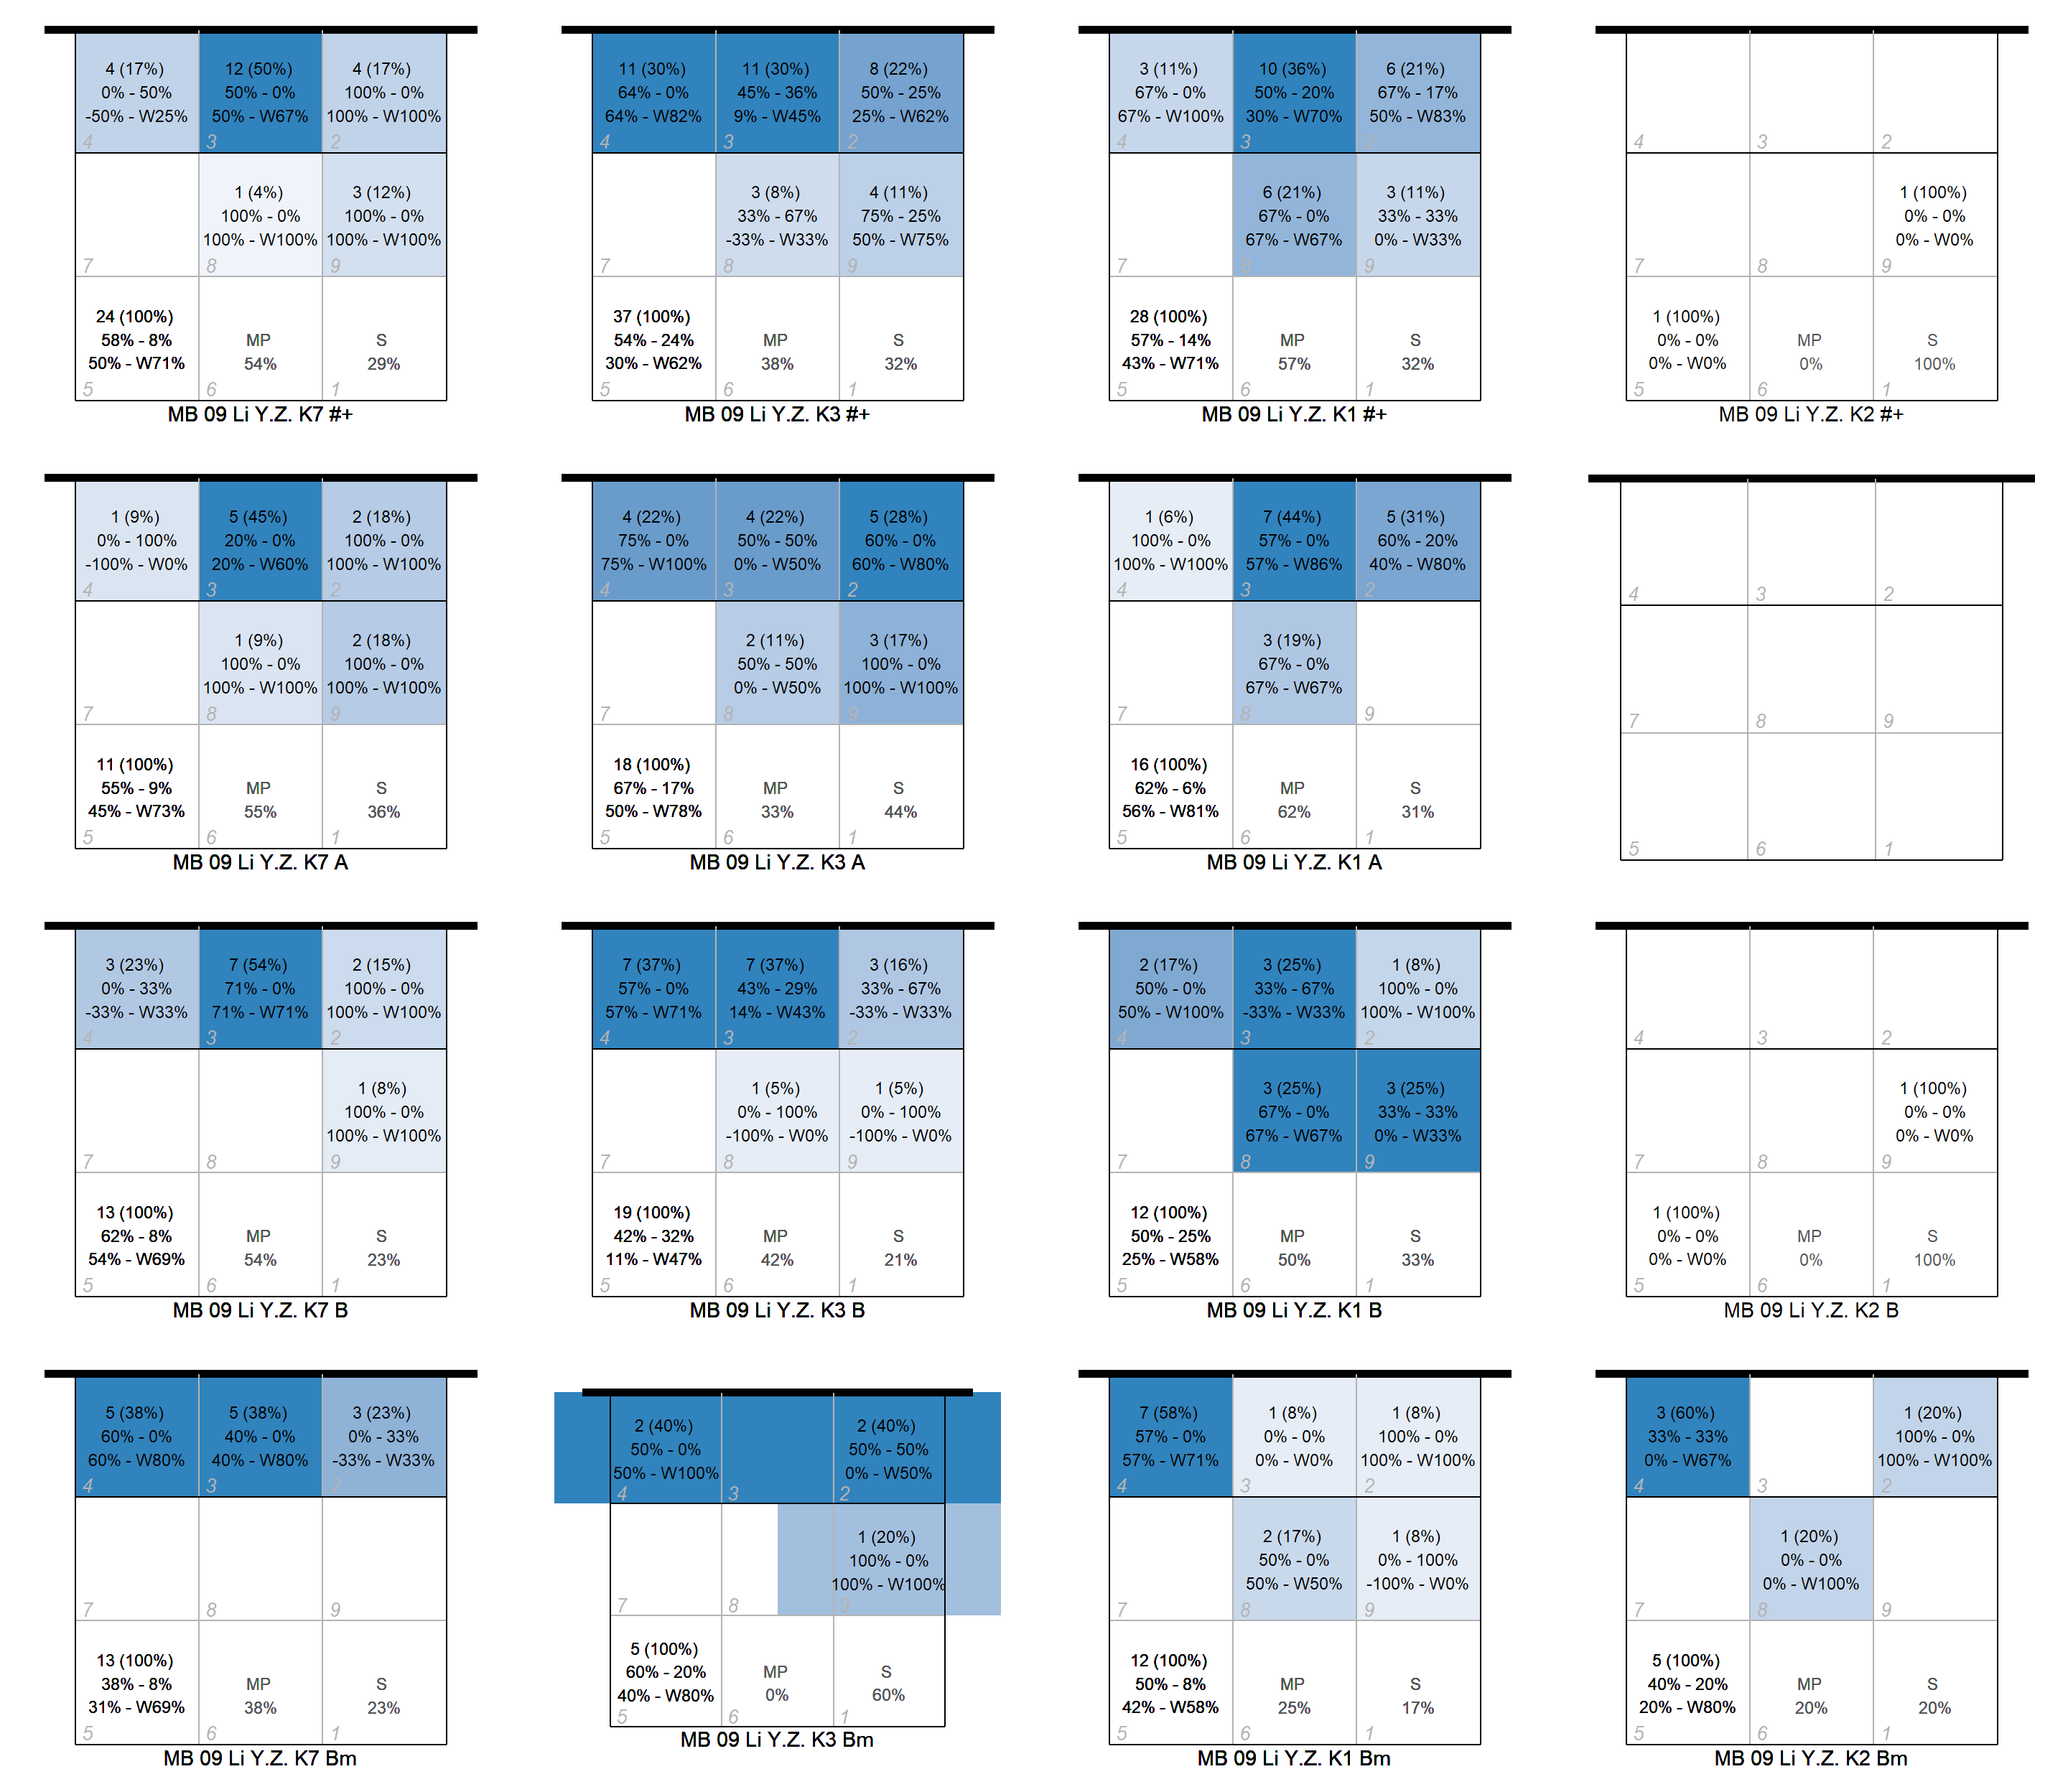 4 (17%)
0% - 50%
-50% - W25%
4
12 (50%)
50% - 0%
50% - W67%
3
4 (17%)
100% - 0%
100% - W100%
2
7
1 (4%)
100% - 0%
100% - W100%
8
3 (12%)
100% - 0%
100% - W100%
9
24 (100%)
58% - 8%
50% - W71%
5
MP
54%
6
S
29%
1
MB 09 Li Y.Z. K7 #+
11 (30%)
64% - 0%
64% - W82%
4
11 (30%)
45% - 36%
9% - W45%
3
8 (22%)
50% - 25%
25% - W62%
2
7
3 (8%)
33% - 67%
-33% - W33%
8
4 (11%)
75% - 25%
50% - W75%
9
37 (100%)
54% - 24%
30% - W62%
5
MP
38%
6
S
32%
1
MB 09 Li Y.Z. K3 #+
3 (11%)
67% - 0%
67% - W100%
4
10 (36%)
50% - 20%
30% - W70%
3
6 (21%)
67% - 17%
50% - W83%
2
7
6 (21%)
67% - 0%
67% - W67%
8
3 (11%)
33% - 33%
0% - W33%
9
28 (100%)
57% - 14%
43% - W71%
5
MP
57%
6
S
32%
1
MB 09 Li Y.Z. K1 #+
4
3
2
7
8
1 (100%)
0% - 0%
0% - W0%
9
1 (100%)
0% - 0%
0% - W0%
5
MP
0%
6
S
100%
1
MB 09 Li Y.Z. K2 #+
1 (9%)
0% - 100%
-100% - W0%
4
5 (45%)
20% - 0%
20% - W60%
3
2 (18%)
100% - 0%
100% - W100%
2
7
1 (9%)
100% - 0%
100% - W100%
8
2 (18%)
100% - 0%
100% - W100%
9
11 (100%)
55% - 9%
45% - W73%
5
MP
55%
6
S
36%
1
MB 09 Li Y.Z. K7 A
4 (22%)
75% - 0%
75% - W100%
4
4 (22%)
50% - 50%
0% - W50%
3
5 (28%)
60% - 0%
60% - W80%
2
7
2 (11%)
50% - 50%
0% - W50%
8
3 (17%)
100% - 0%
100% - W100%
9
18 (100%)
67% - 17%
50% - W78%
5
MP
33%
6
S
44%
1
MB 09 Li Y.Z. K3 A
1 (6%)
100% - 0%
100% - W100%
4
7 (44%)
57% - 0%
57% - W86%
3
5 (31%)
60% - 20%
40% - W80%
2
7
3 (19%)
67% - 0%
67% - W67%
8
9
16 (100%)
62% - 6%
56% - W81%
5
MP
62%
6
S
31%
1
MB 09 Li Y.Z. K1 A
4
3
2
7
8
9
5
6
1
3 (23%)
0% - 33%
-33% - W33%
4
7 (54%)
71% - 0%
71% - W71%
3
2 (15%)
100% - 0%
100% - W100%
2
7
8
1 (8%)
100% - 0%
100% - W100%
9
13 (100%)
62% - 8%
54% - W69%
5
MP
54%
6
S
23%
1
MB 09 Li Y.Z. K7 B
7 (37%)
57% - 0%
57% - W71%
4
7 (37%)
43% - 29%
14% - W43%
3
3 (16%)
33% - 67%
-33% - W33%
2
7
1 (5%)
0% - 100%
-100% - W0%
8
1 (5%)
0% - 100%
-100% - W0%
9
19 (100%)
42% - 32%
11% - W47%
5
MP
42%
6
S
21%
1
MB 09 Li Y.Z. K3 B
2 (17%)
50% - 0%
50% - W100%
4
3 (25%)
33% - 67%
-33% - W33%
3
1 (8%)
100% - 0%
100% - W100%
2
7
3 (25%)
67% - 0%
67% - W67%
8
3 (25%)
33% - 33%
0% - W33%
9
12 (100%)
50% - 25%
25% - W58%
5
MP
50%
6
S
33%
1
MB 09 Li Y.Z. K1 B
4
3
2
7
8
1 (100%)
0% - 0%
0% - W0%
9
1 (100%)
0% - 0%
0% - W0%
5
MP
0%
6
S
100%
1
MB 09 Li Y.Z. K2 B
5 (38%)
60% - 0%
60% - W80%
4
5 (38%)
40% - 0%
40% - W80%
3
3 (23%)
0% - 33%
-33% - W33%
2
7
8
9
13 (100%)
38% - 8%
31% - W69%
5
MP
38%
6
S
23%
1
MB 09 Li Y.Z. K7 Bm
2 (40%)
50% - 0%
50% - W100%
4
3
2 (40%)
50% - 50%
0% - W50%
2
7
8
1 (20%)
100% - 0%
100% - W100%
9
5 (100%)
60% - 20%
40% - W80%
5
MP
0%
6
S
60%
1
MB 09 Li Y.Z. K3 Bm
7 (58%)
57% - 0%
57% - W71%
4
1 (8%)
0% - 0%
0% - W0%
3
1 (8%)
100% - 0%
100% - W100%
2
7
2 (17%)
50% - 0%
50% - W50%
8
1 (8%)
0% - 100%
-100% - W0%
9
12 (100%)
50% - 8%
42% - W58%
5
MP
25%
6
S
17%
1
MB 09 Li Y.Z. K1 Bm
3 (60%)
33% - 33%
0% - W67%
4
3
1 (20%)
100% - 0%
100% - W100%
2
7
1 (20%)
0% - 0%
0% - W100%
8
9
5 (100%)
40% - 20%
20% - W80%
5
MP
20%
6
S
20%
1
MB 09 Li Y.Z. K2 Bm